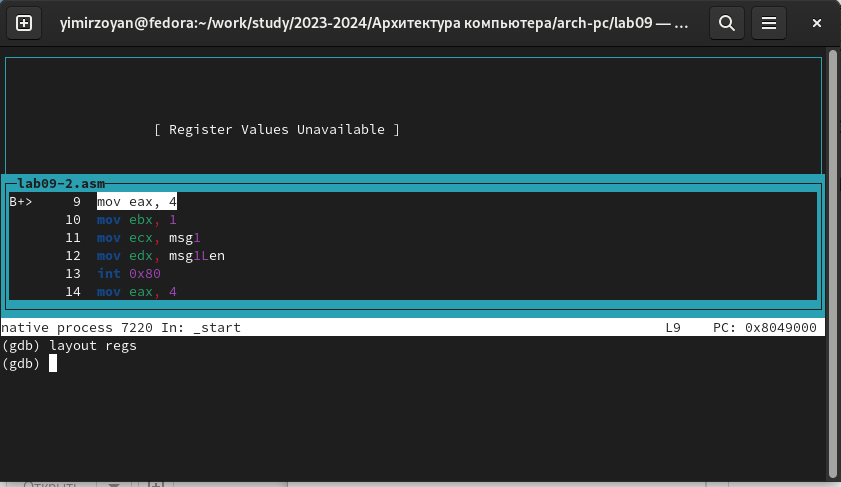 yimirzoyan@fedora:~/work/study/2023-2024/Архитектура компьютера/arch-pc/lab09 — ...
[ Register Values Unavailable ]
lab09-2.asm
B+> 9 mov eax, 4
10 mov ebx, 1
11 mov ecx, msg1
12 mov edx, msg1Len
13 int 0x80
14 mov eax, 4
native process 7220 In: _start L9 PC: 0x8049000
(gdb) layout regs
(gdb)